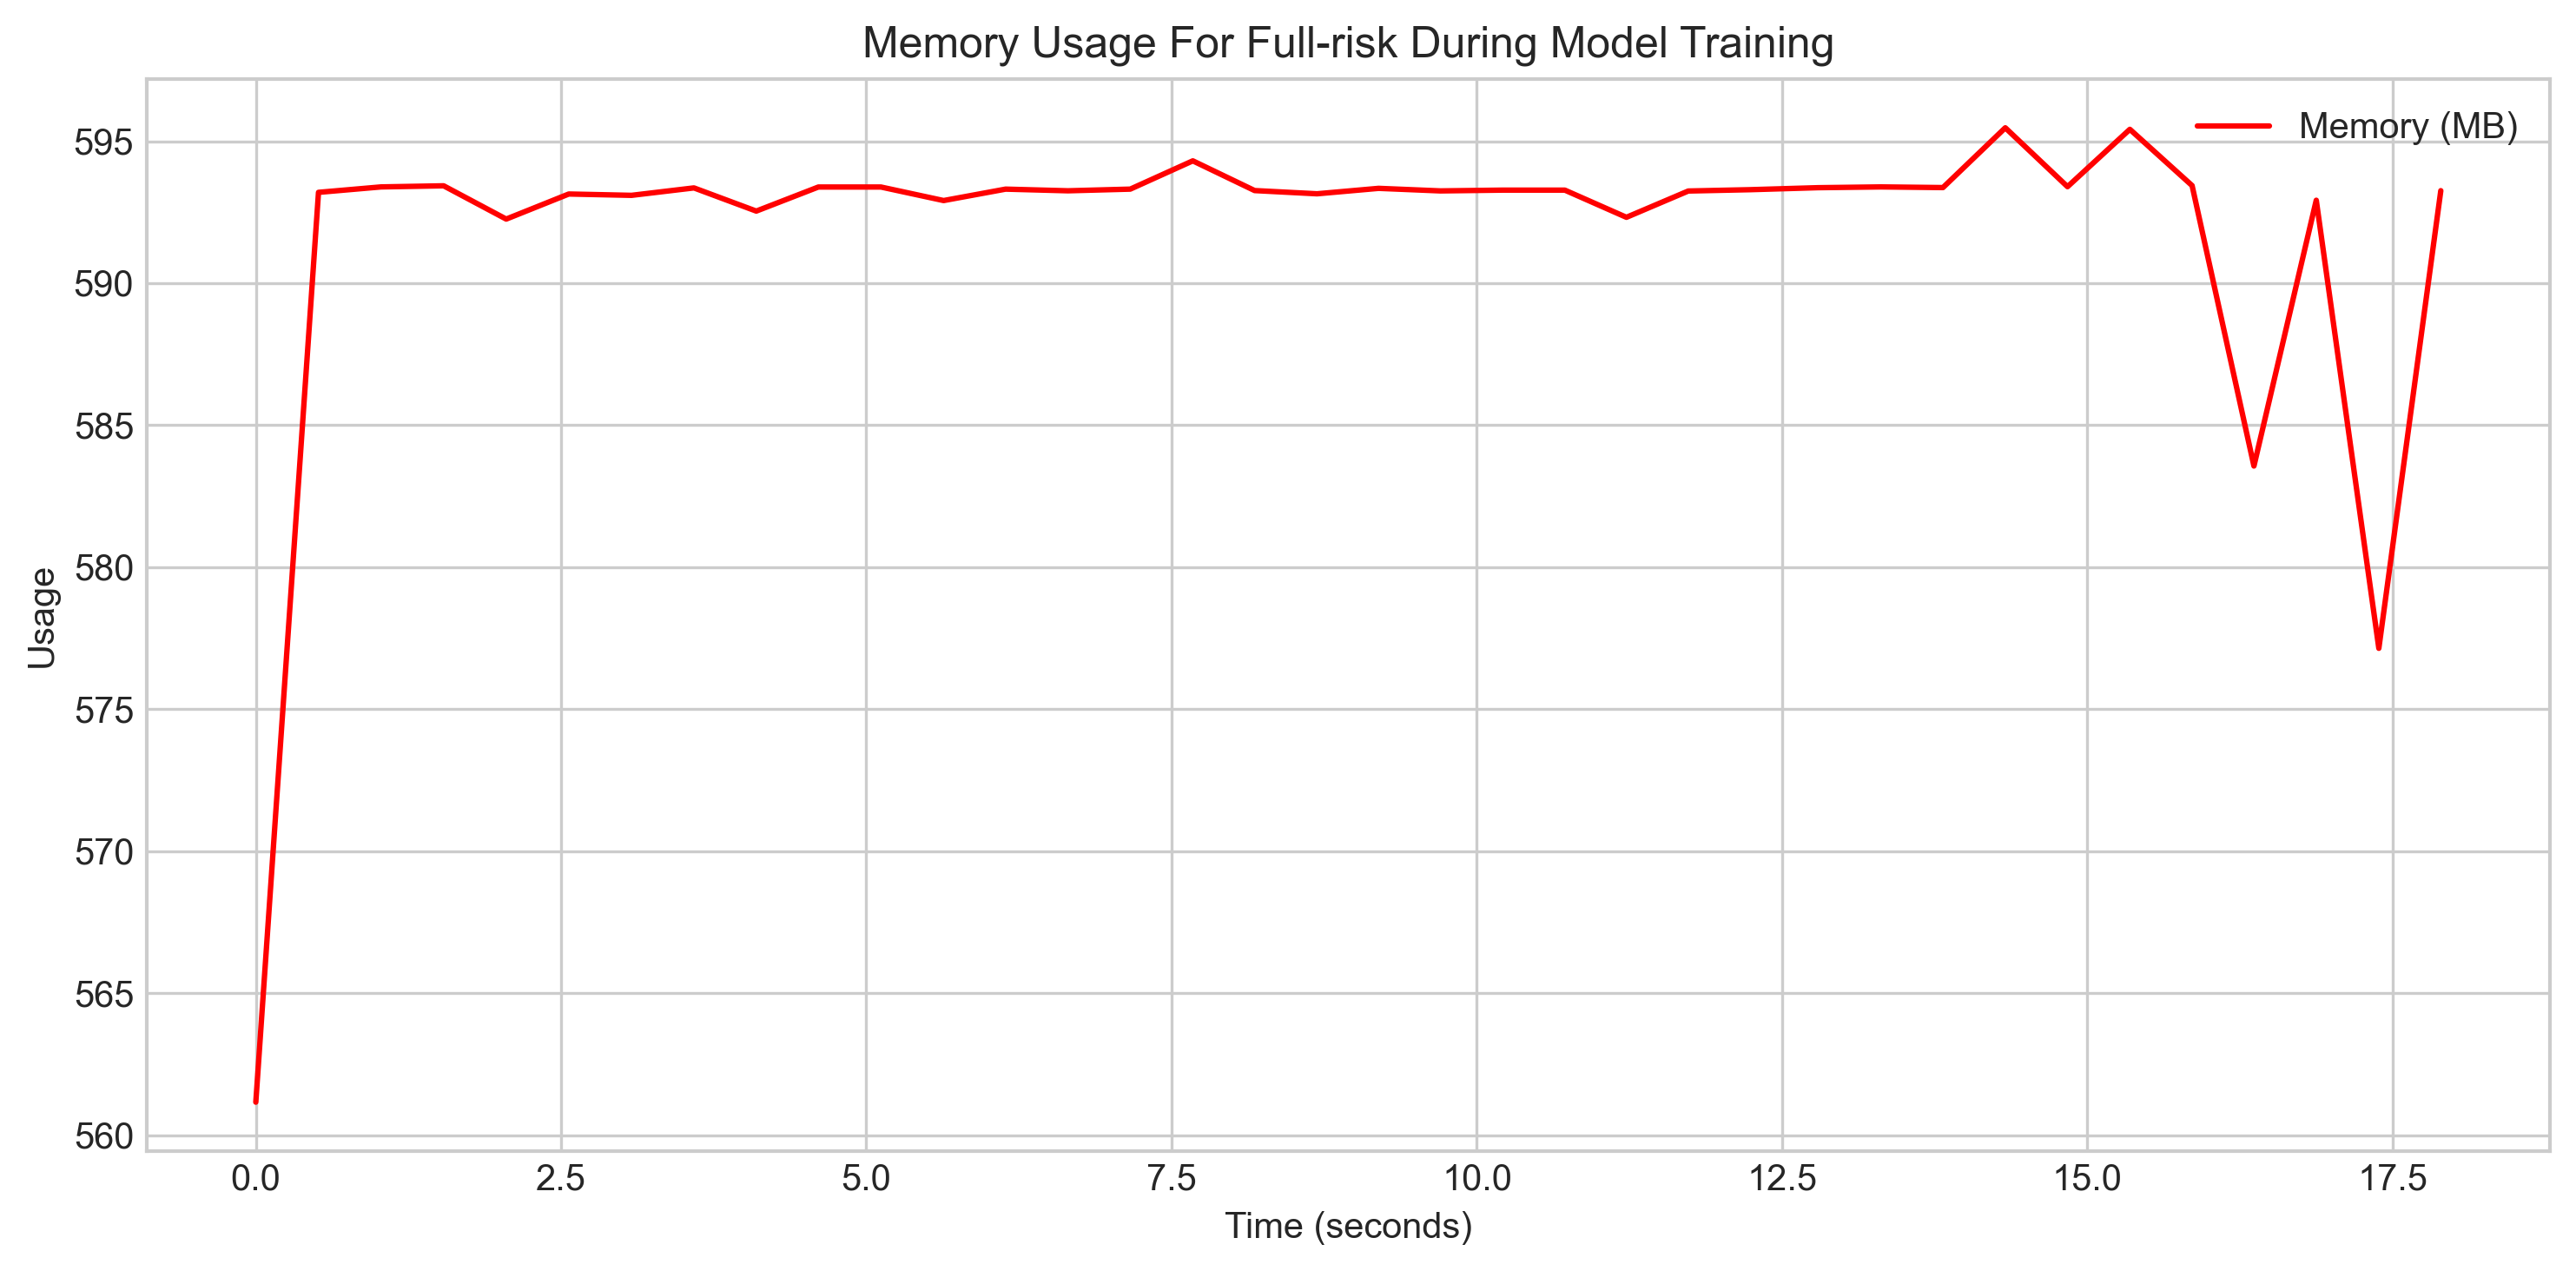 Memory Usage For Full-risk During Model Training
Memory (MB)
595
590
585
580
575
570
565
560
Usage
0.0 2.5 5.0 7.5 10.0 12.5 15.0 17.5
Time (seconds)